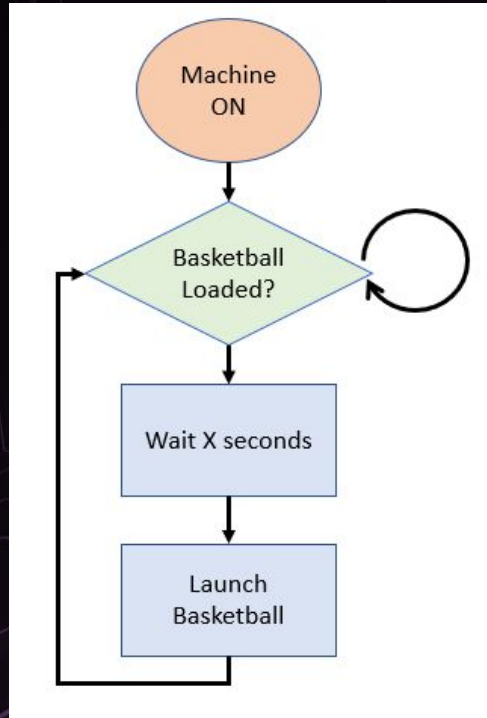 Machine
ON
Basketball
Loaded?
Wait X seconds
Launch
Basketball